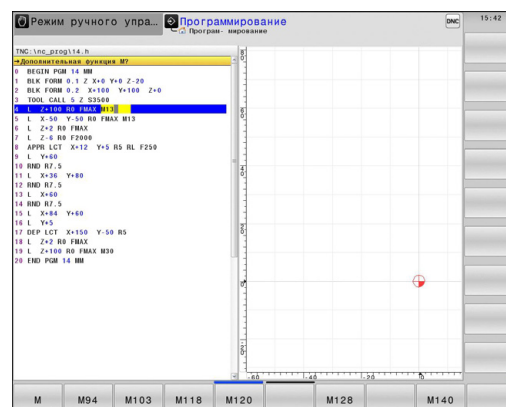 Режим ручного упра…
Программирование
Програм- мирование
DNC
15:42
TNC:\nc_prog\14.h
→Дополнительная функция M?
0 BEGIN PGM 14 MM
1 BLK FORM 0.1 Z X+0 Y+0 Z-20
2 BLK FORM 0.2 X+100 Y+100 Z+0
3 TOOL CALL 5 Z S3500
4 L Z+100 R0 FMAX M13
5 L X-50 Y-50 R0 FMAX M13
6 L Z+2 R0 FMAX
7 L Z-6 R0 F2000
8 APPR LCT X+12 Y+5 R5 RL F250
9 L Y+60
10 RND R7.5
11 L X+36 Y+80
12 RND R7.5
13 L X+60
14 RND R7.5
15 L X+84 Y+60
16 L Y+5
17 DEP LCT X+150 Y-50 R5
18 L Z+2 R0 FMAX
19 L Z+100 R0 FMAX M30
20 END PGM 14 MM
-60 -40 -20 0
M M94 M103 M118 M120 M128 M140